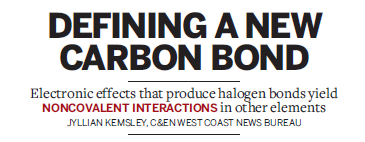 DEFINING A NEW
CARBON BOND
Electronic effects that produce halogen bonds yield
NONCOVALENT INTERACTIONS in other elements
JYLLIAN KEMSLEY, C&EN WEST COAST NEWS BUREAU